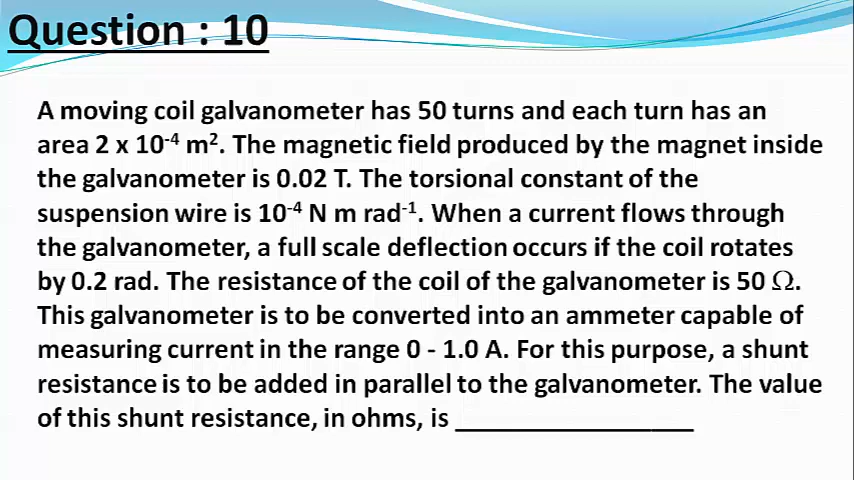 Question : 10
A moving coil galvanometer has 50 turns and each turn has an
area 2 x 10⁻⁴ m². The magnetic field produced by the magnet inside
the galvanometer is 0.02 T. The torsional constant of the
suspension wire is 10⁻⁴ N m rad⁻¹. When a current flows through
the galvanometer, a full scale deflection occurs if the coil rotates
by 0.2 rad. The resistance of the coil of the galvanometer is 50 Ω.
This galvanometer is to be converted into an ammeter capable of
measuring current in the range 0 - 1.0 A. For this purpose, a shunt
resistance is to be added in parallel to the galvanometer. The value
of this shunt resistance, in ohms, is _________________